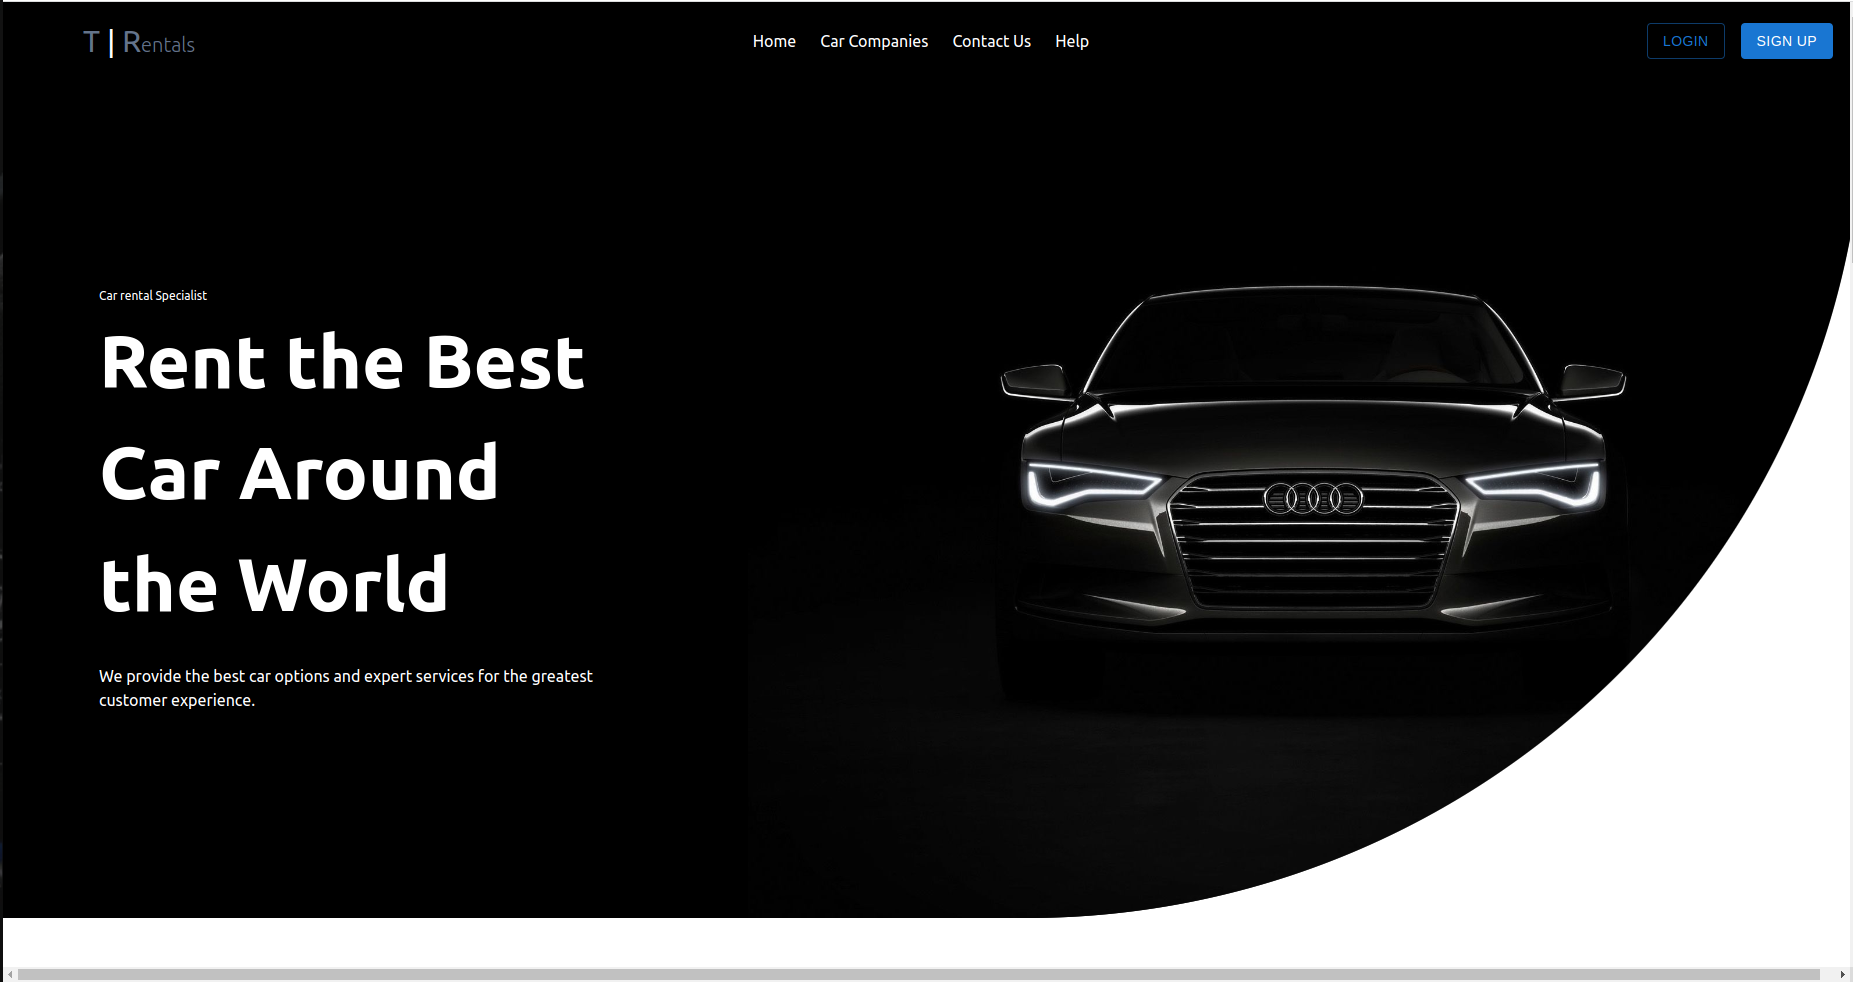 T | Rentals
Home Car Companies Contact Us Help
LOGIN SIGN UP
Car rental Specialist
Rent the Best
Car Around
the World
We provide the best car options and expert services for the greatest
customer experience.